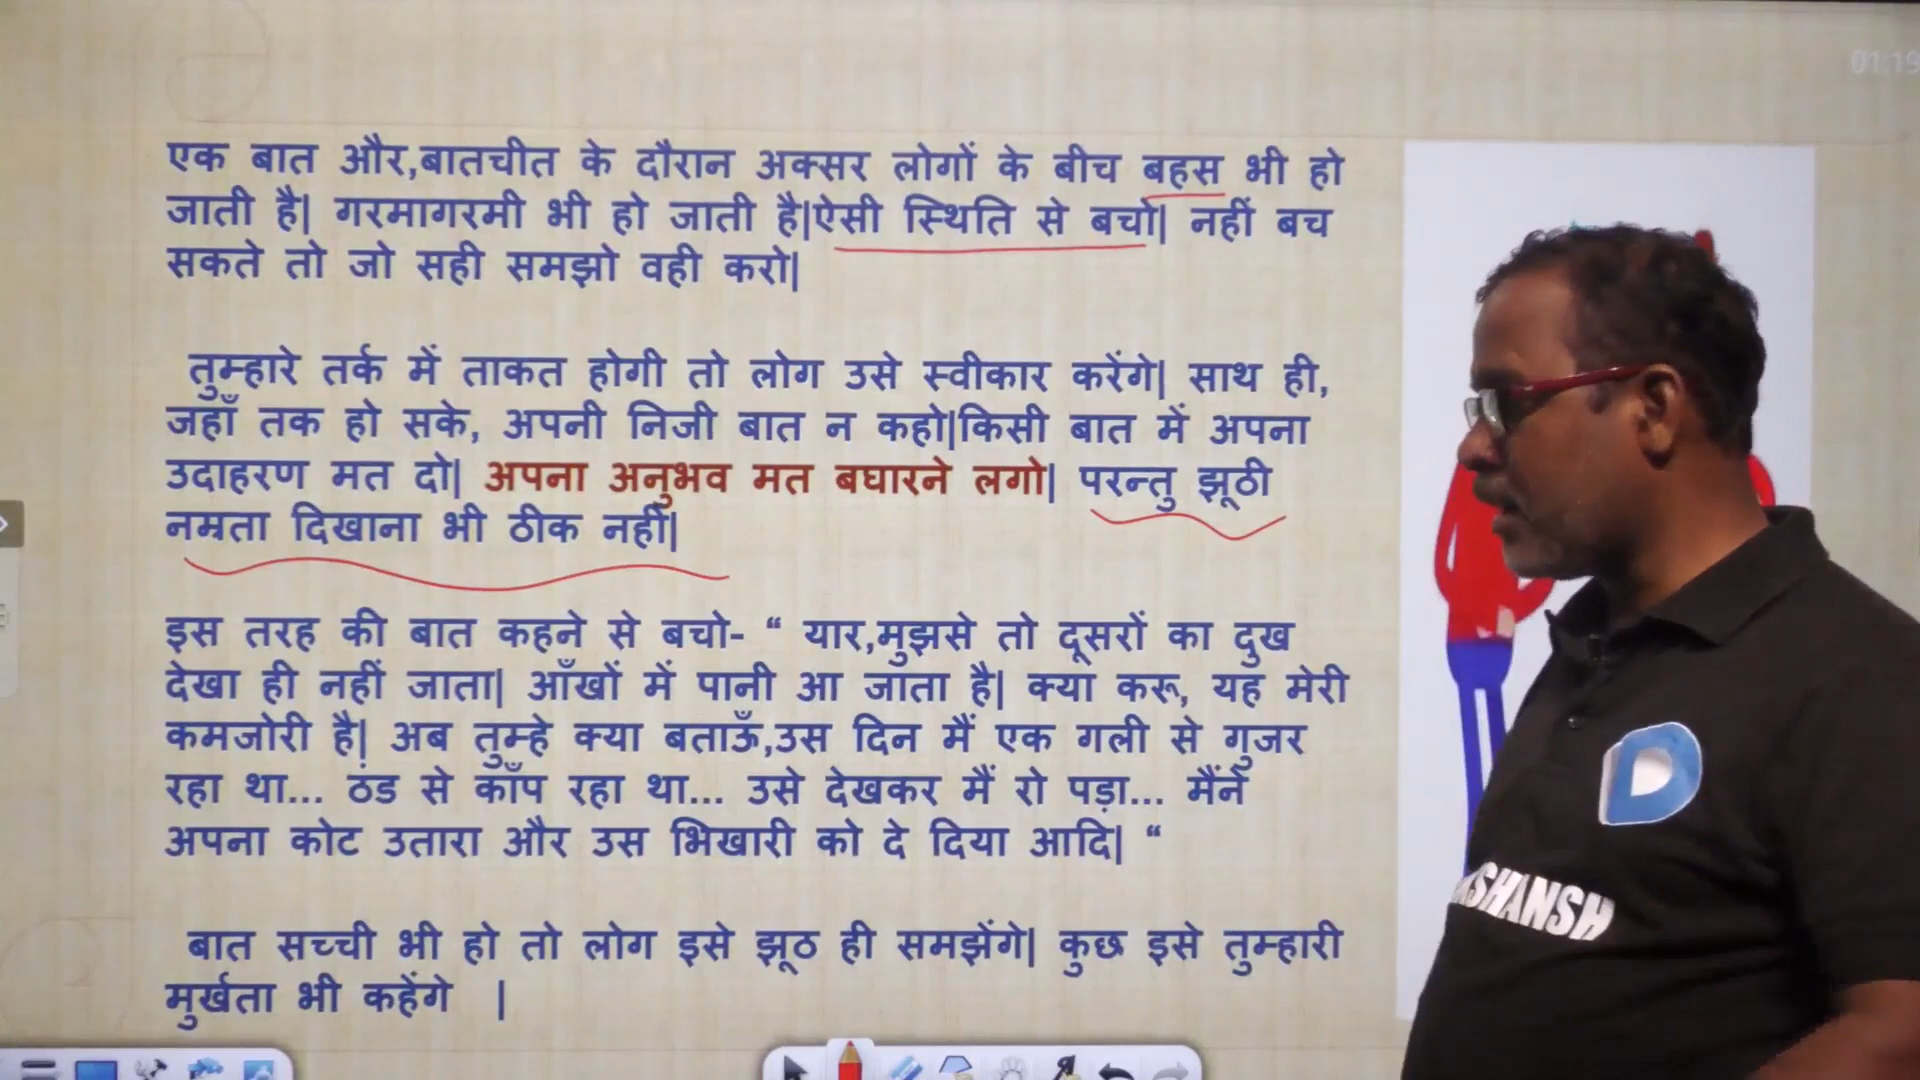 01:19
एक बात और,बातचीत के दौरान अक्सर लोगों के बीच बहस भी हो
जाती है| गरमागरमी भी हो जाती है|ऐसी स्थिति से बचो| नहीं बच
सकते तो जो सही समझो वही करो|
तुम्हारे तर्क में ताकत होगी तो लोग उसे स्वीकार करेंगे| साथ ही,
जहाँ तक हो सके, अपनी निजी बात न कहो|किसी बात में अपना
उदाहरण मत दो| अपना अनुभव मत बघारने लगो| परन्तु झूठी
नम्रता दिखाना भी ठीक नहीं|
इस तरह की बात कहने से बचो- “ यार,मुझसे तो दूसरों का दुख
देखा ही नहीं जाता| आँखों में पानी आ जाता है| क्या करू, यह मेरी
कमजोरी है| अब तुम्हे क्या बताऊँ,उस दिन मैं एक गली से गुजर
रहा था... ठंड से काँप रहा था... उसे देखकर मैं रो पड़ा... मैंने
अपना कोट उतारा और उस भिखारी को दे दिया आदि| “
बात सच्ची भी हो तो लोग इसे झूठ ही समझेंगे| कुछ इसे तुम्हारी
मुर्खता भी कहेंगे |
D
KSHANSH